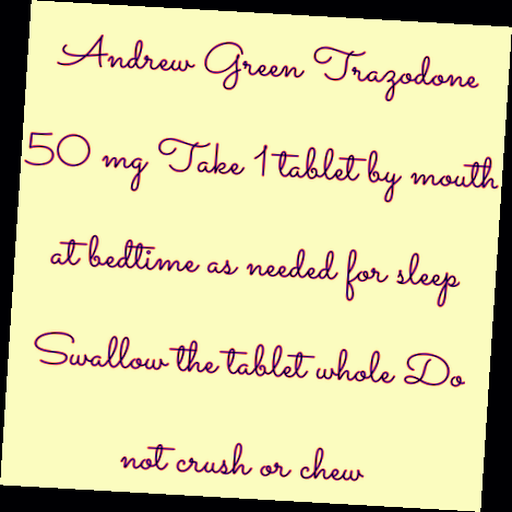 Andrew Green Trazodone
50 mg Take 1 tablet by mouth
at bedtime as needed for sleep
Swallow the tablet whole Do
not crush or chew